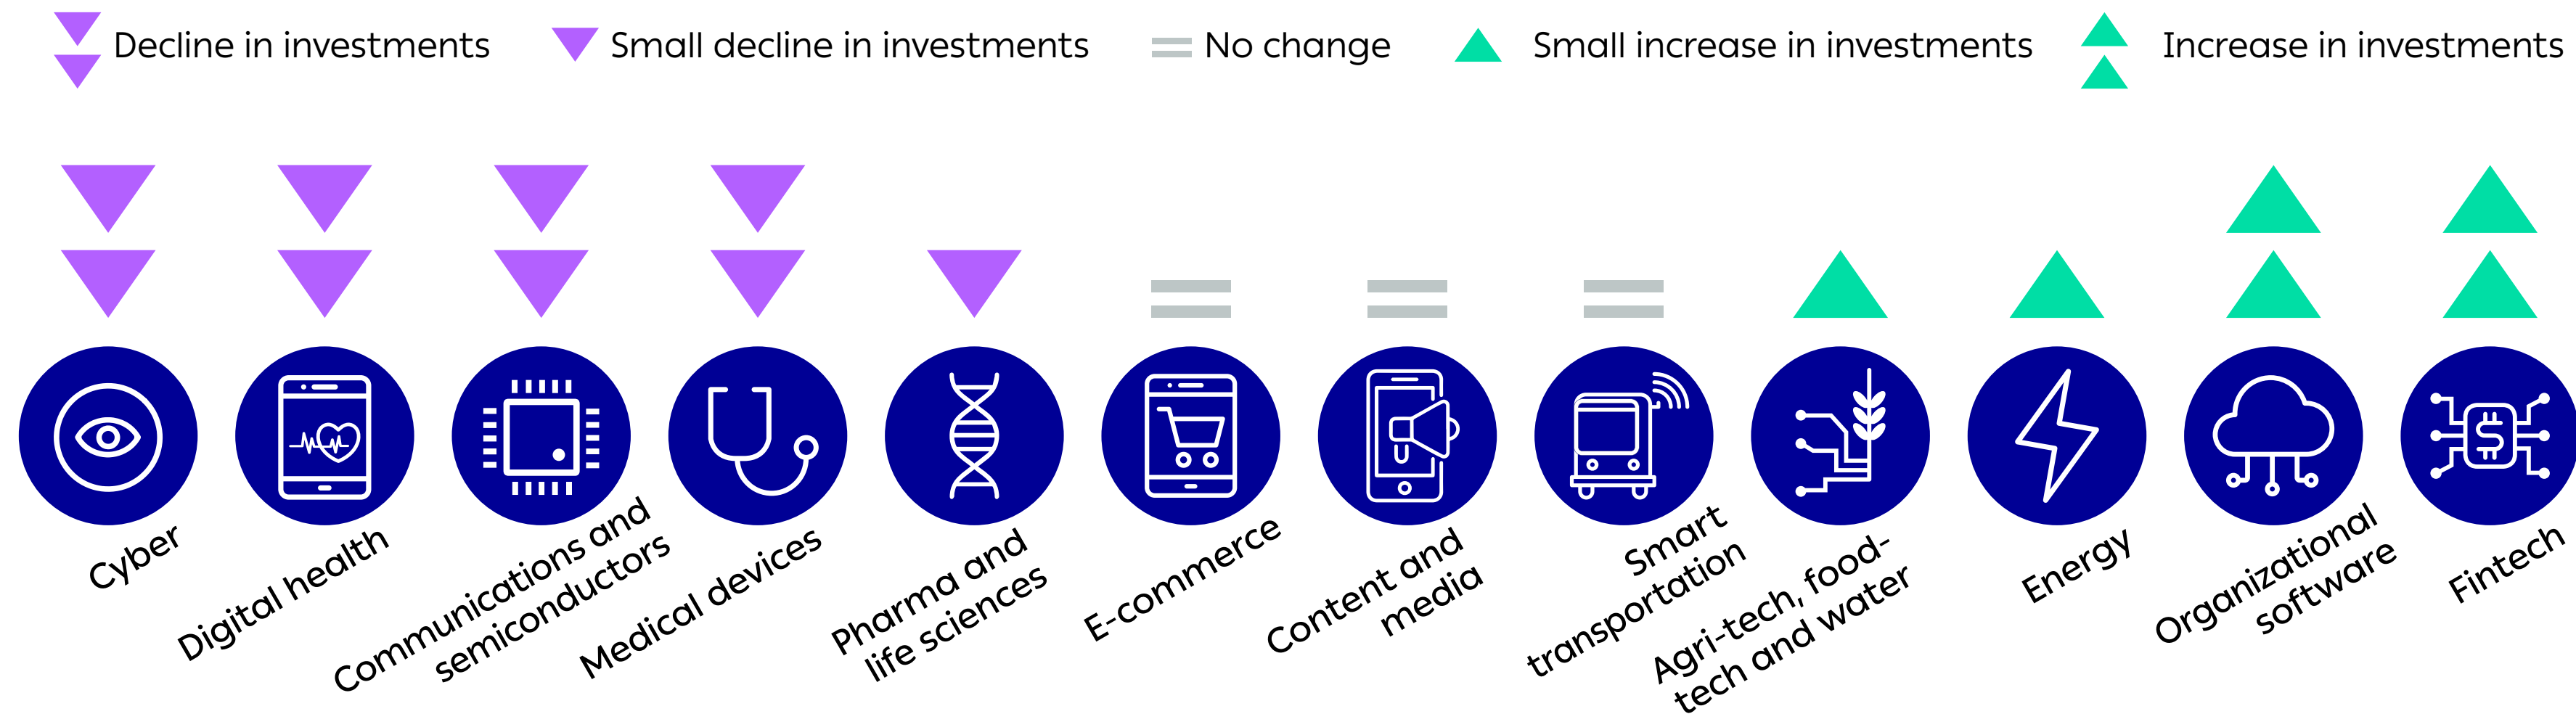 Decline in investments
Small decline in investments
No change
Small increase in investments
Increase in investments
Cyber
Digital health
Communications and
semiconductors
Medical devices
Pharma and
life sciences
E-commerce
Content and
media
Smart
transportation
Agri-tech, food-
tech and water
Energy
Organizational
software
Fintech